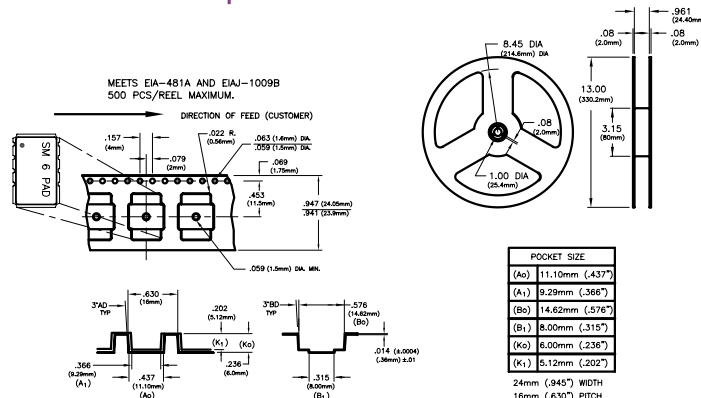 MEETS EIA-481A AND EIAJ-1009B
500 PCS/REEL MAXIMUM.
DIRECTION OF FEED (CUSTOMER)
SM 6 PAD
.157
(4mm)
.079
(2mm)
.022 R.
(0.56mm)
.063 (1.6mm) DIA.
.059 (1.5mm) DIA.
.069
(1.75mm)
.453
(11.5mm)
.947 (24.05mm)
.941 (23.9mm)
.059 (1.5mm) DIA. MIN.
8.45 DIA
(214.6mm) DIA
.08
(2.0mm)
1.00 DIA
(25.4mm)
.961
(24.40mm
.08
(2.0mm)
.08
(2.0mm)
13.00
(330.2mm)
3.15
(80mm)
3°AD
TYP
.630
(16mm)
.202
(5.12mm)
(K1)
(Ko)
.366
(9.29mm)
(A1)
.437
(11.10mm)
(Ao)
.236
(6.0mm)
3°BD
TYP
.576
(14.62mm)
(Bo)
.014 (±.0004)
(.36mm) ±.01
.315
(8.00mm)
(B1)
POCKET SIZE
(Ao) 11.10mm (.437")
(A1) 9.29mm (.366")
(Bo) 14.62mm (.576")
(B1) 8.00mm (.315")
(Ko) 6.00mm (.236")
(K1) 5.12mm (.202")
24mm (.945") WIDTH
16mm (.630") PITCH